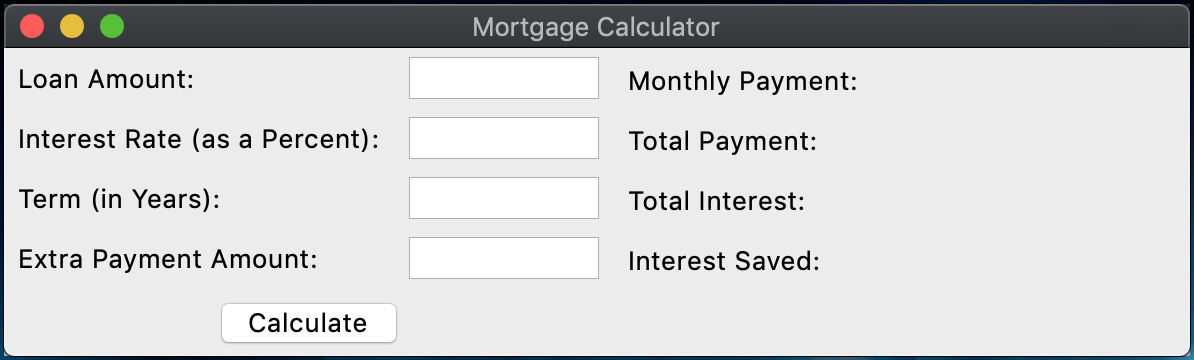 Mortgage Calculator
Loan Amount:
Monthly Payment:
Interest Rate (as a Percent):
Total Payment:
Term (in Years):
Total Interest:
Extra Payment Amount:
Interest Saved:
Calculate